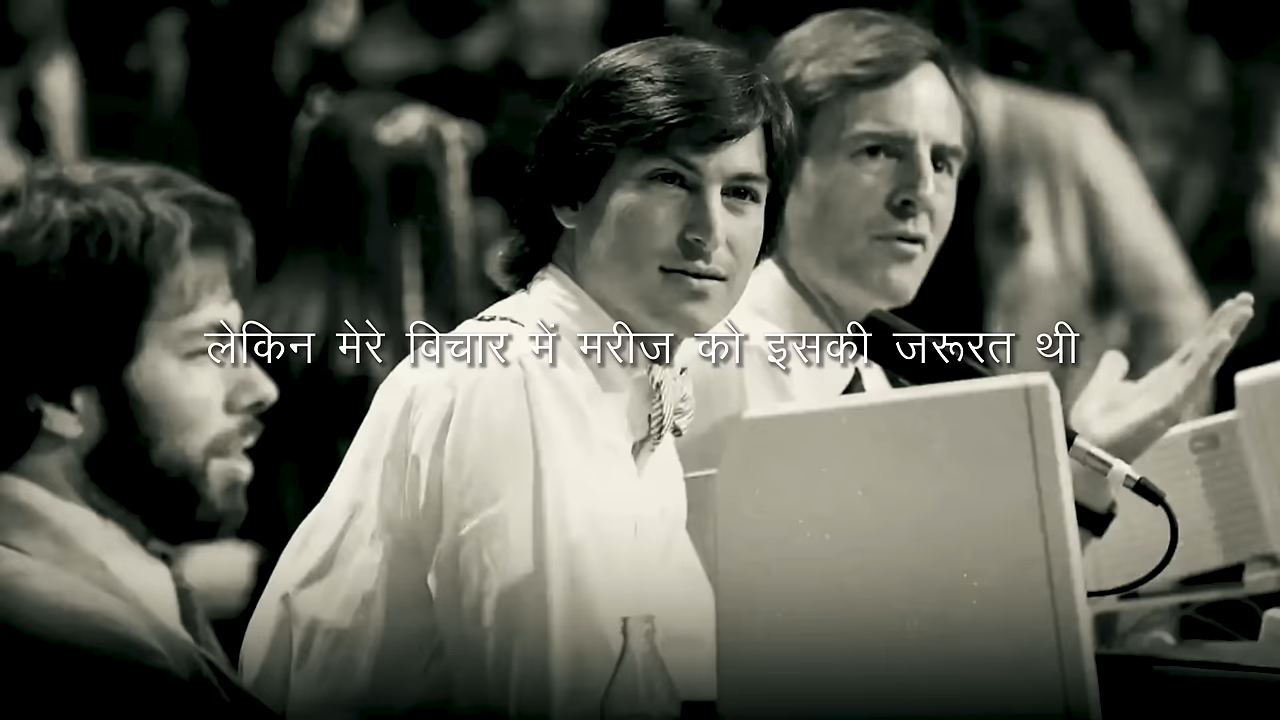 लेकिन मेरे विचार में मरीज को इसकी जरूरत थी